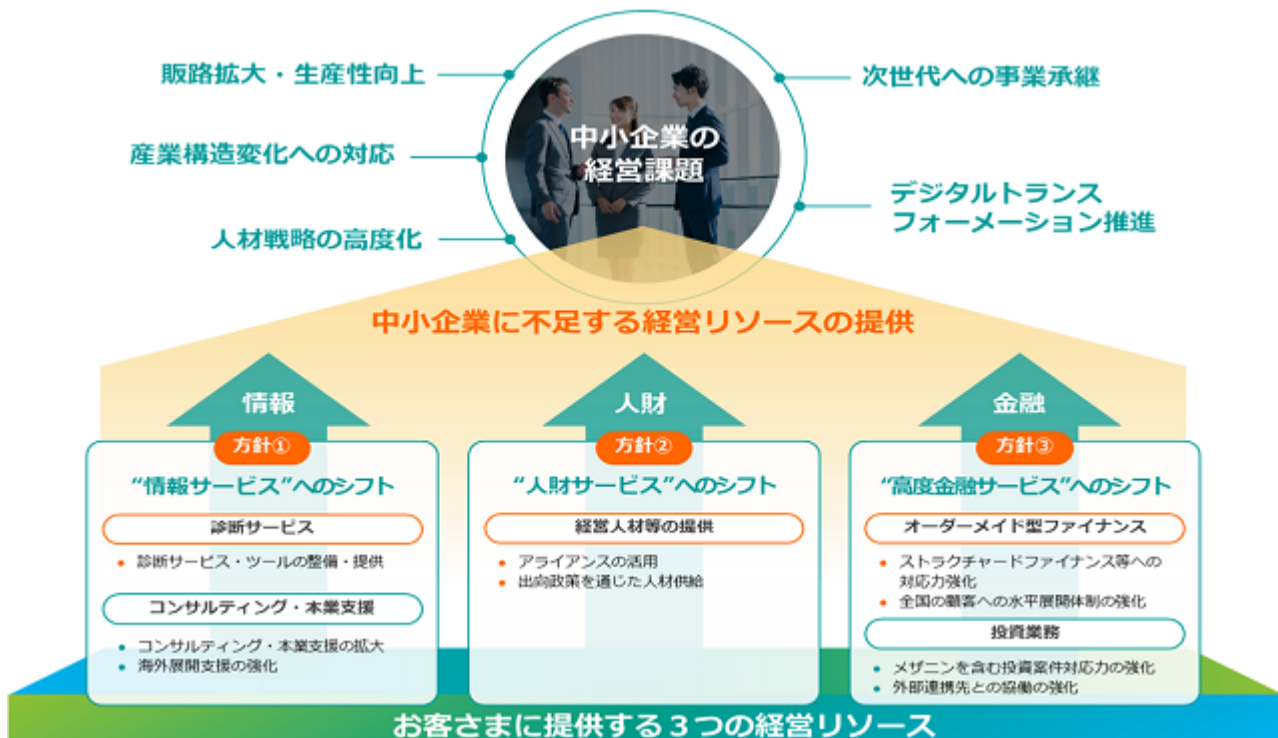 販路拡大・生産性向上
産業構造変化への対応
人材戦略の高度化
中小企業の
経営課題
次世代への事業承継
デジタルトランス
フォーメーション推進
中小企業に不足する経営リソースの提供
情報
方針①
“情報サービス”へのシフト
診断サービス
• 診断サービス・ツールの整備・提供
コンサルティング・本業支援
• コンサルティング・本業支援の拡大
• 海外展開支援の強化
人財
方針②
“人財サービス”へのシフト
経営人材等の提供
• アライアンスの活用
• 出向政策を通じた人材供給
金融
方針③
“高度金融サービス”へのシフト
オーダーメイド型ファイナンス
• ストラクチャードファイナンス等への
対応力強化
• 全国の顧客への水平展開体制の強化
投資業務
• メザニンを含む投資案件対応力の強化
• 外部連携先との協働の強化
お客さまに提供する3つの経営リソース